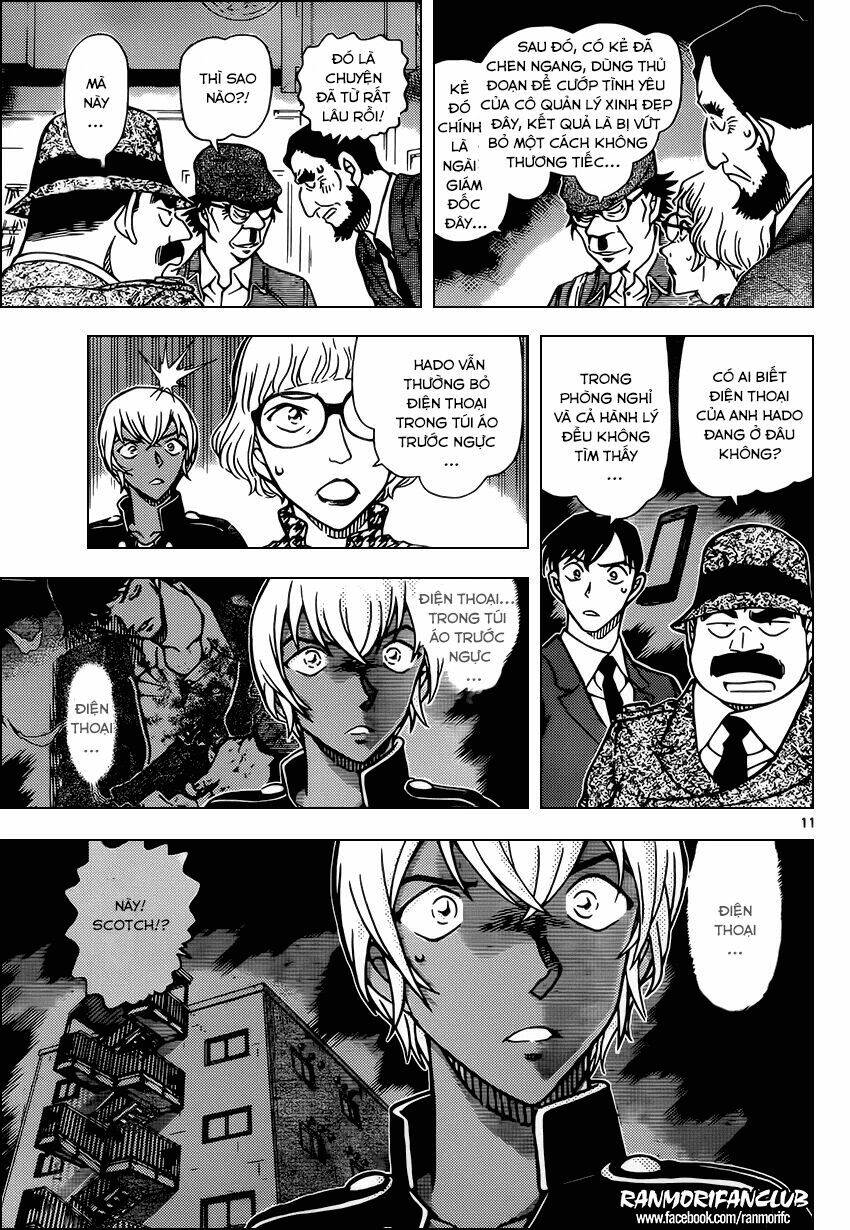 SAU ĐÓ, CÓ KẺ ĐÃ
CHEN NGANG, DÙNG THỦ
ĐOẠN ĐỂ CƯỚP TÌNH YÊU
CỦA CÔ QUẢN LÝ XINH ĐẸP
ĐÂY, KẾT QUẢ LÀ BỊ VỨT
BỎ MỘT CÁCH KHÔNG
THƯƠNG TIẾC...
KẺ
ĐÓ
CHÍNH
LÀ
NGÀI
GIÁM
ĐỐC
ĐÂY...
ĐÓ LÀ
CHUYỆN
ĐÃ TỪ RẤT
LÂU RỒI!
THÌ SAO
NÀO?!
MÀ
NÀY
...
CÓ AI BIẾT
ĐIỆN THOẠI
CỦA ANH HADO
ĐANG Ở ĐÂU
KHÔNG?
TRONG
PHÒNG NGHỈ
VÀ CẢ HÀNH LÝ
ĐỀU KHÔNG
TÌM THẤY
...
HADO VẪN
THƯỜNG BỎ
ĐIỆN THOẠI
TRONG TÚI ÁO
TRƯỚC NGỰC
...
ĐIỆN THOẠI...
TRONG TÚI
ÁO TRƯỚC
NGỰC
...
ĐIỆN
THOẠI
...
11
ĐIỆN
THOẠI
...
NÀY!
SCOTCH!?
RANMORIFANCLUB
www.facebook.com/ranmorifc